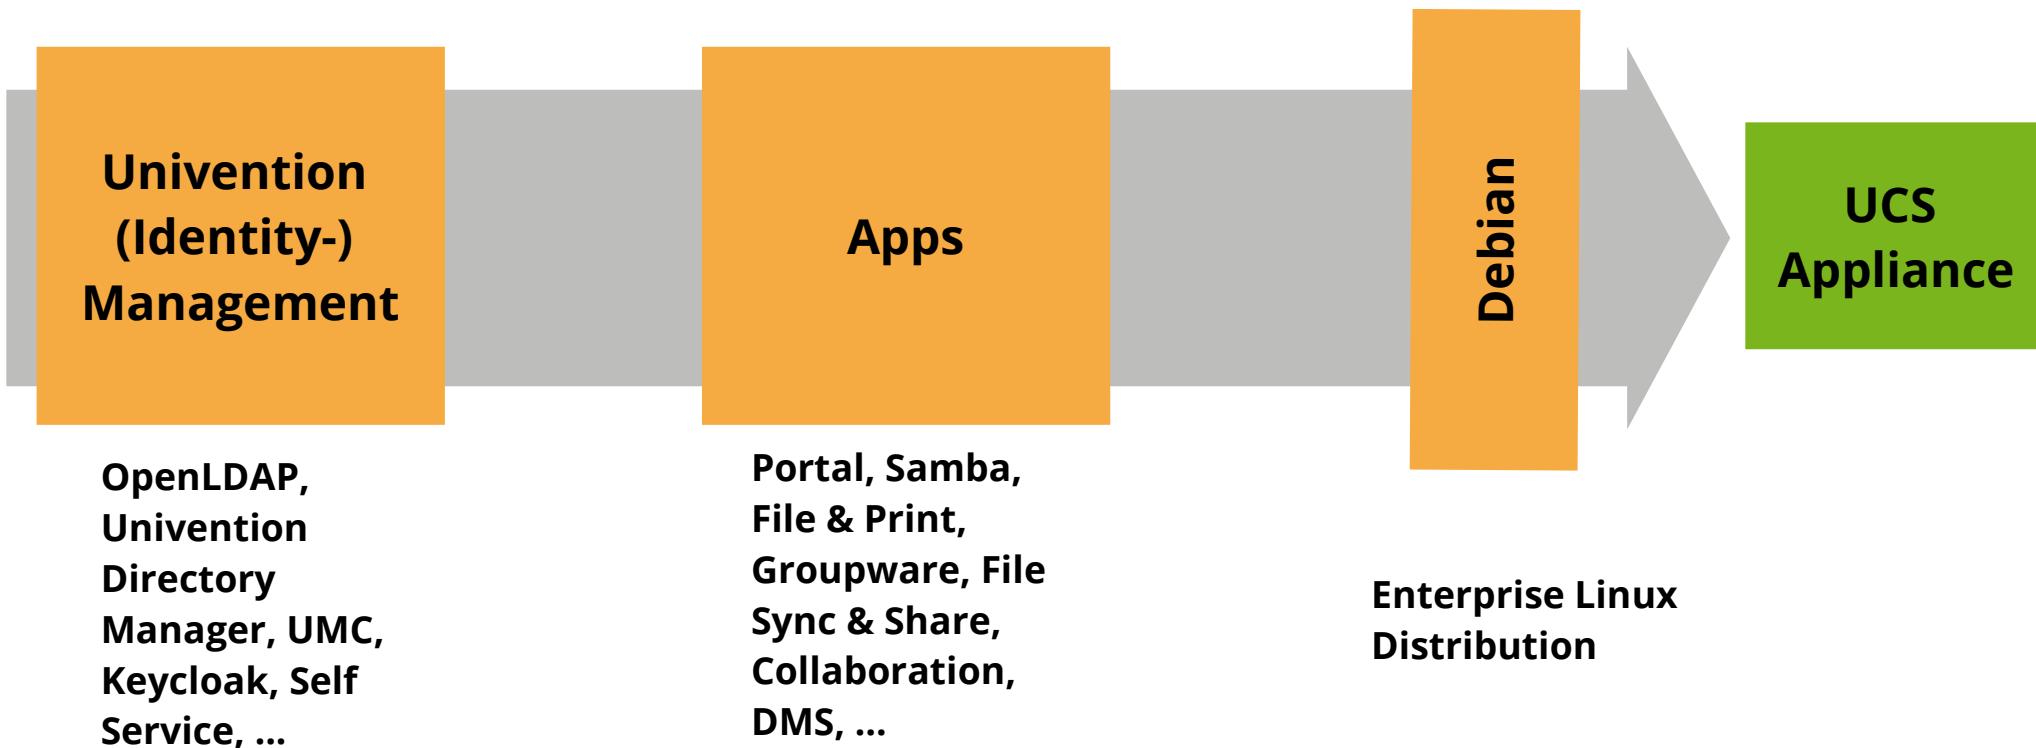 Univention
(Identity-)
Management
Apps
Debian
UCS
Appliance
OpenLDAP,
Univention
Directory
Manager, UMC,
Keycloak, Self
Service, ...
Portal, Samba,
File & Print,
Groupware, File
Sync & Share,
Collaboration,
DMS, ...
Enterprise Linux
Distribution